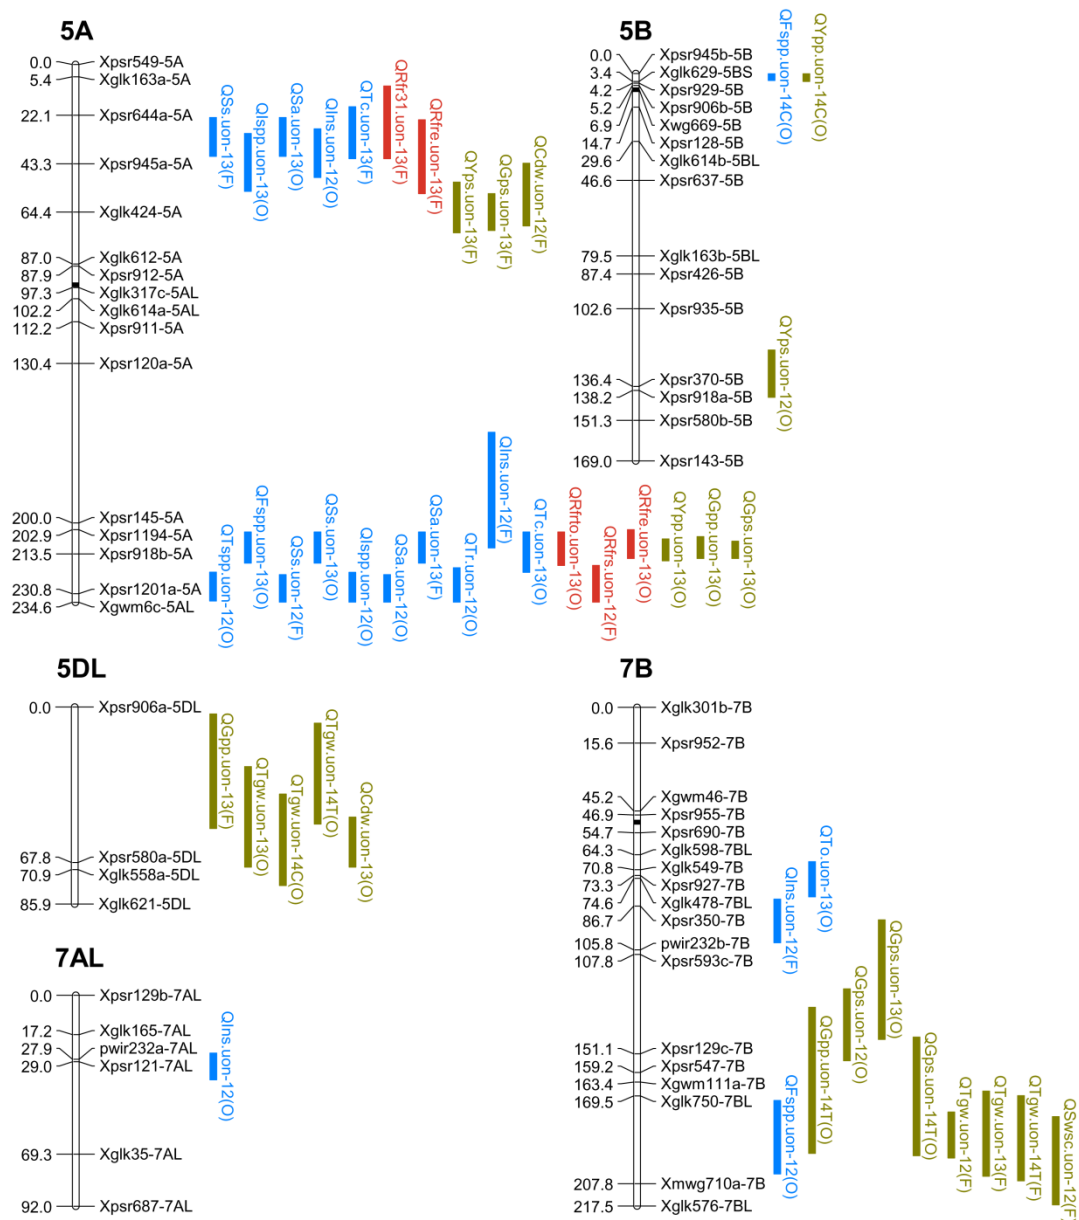 5A
0.0 Xpsr549-5A
5.4 Xglk163a-5A
22.1 Xpsr644a-5A
43.3 Xpsr945a-5A
64.4 Xglk424-5A
87.0 Xglk612-5A
87.9 Xpsr912-5A
97.3 Xglk317c-5AL
102.2 Xglk614a-5AL
112.2 Xpsr911-5A
130.4 Xpsr120a-5A
200.0 Xpsr145-5A
202.9 Xpsr1194-5A
213.5 Xpsr918b-5A
230.8 Xpsr1201a-5A
234.6 Xgwm6c-5AL
QSs.uon-13(F)
QIspp.uon-13(O)
QSa.uon-13(O)
QIns.uon-12(O)
QTc.uon-13(F)
QRfr31.uon-13(F)
QRfre.uon-13(F)
QYps.uon-13(F)
QGps.uon-13(F)
QCdw.uon-12(F)
QTspp.uon-12(O)
QFspp.uon-13(O)
QSs.uon-12(F)
QSs.uon-13(O)
QIspp.uon-12(O)
QSa.uon-12(O)
QSa.uon-13(F)
QTr.uon-12(O)
QIns.uon-12(F)
QTc.uon-13(O)
QRfrto.uon-13(O)
QRfrs.uon-12(F)
QRfre.uon-13(O)
QYpp.uon-13(O)
QGpp.uon-13(O)
QGps.uon-13(O)
5B
0.0 Xpsr945b-5B
3.4 Xglk629-5BS
4.2 Xpsr929-5B
5.2 Xpsr906b-5B
6.9 Xwg669-5B
14.7 Xpsr128-5B
29.6 Xglk614b-5BL
46.6 Xpsr637-5B
79.5 Xglk163b-5BL
87.4 Xpsr426-5B
102.6 Xpsr935-5B
136.4 Xpsr370-5B
138.2 Xpsr918a-5B
151.3 Xpsr580b-5B
169.0 Xpsr143-5B
QFspp.uon-14C(O)
QYpp.uon-14C(O)
QYps.uon-12(O)
5DL
0.0 Xpsr906a-5DL
67.8 Xpsr580a-5DL
70.9 Xglk558a-5DL
85.9 Xglk621-5DL
QGpp.uon-13(F)
QTgw.uon-13(O)
QTgw.uon-14C(O)
QTgw.uon-14T(O)
QCdw.uon-13(O)
7AL
0.0 Xpsr129b-7AL
17.2 Xglk165-7AL
27.9 pwir232a-7AL
29.0 Xpsr121-7AL
69.3 Xglk35-7AL
92.0 Xpsr687-7AL
QIns.uon-12(O)
7B
0.0 Xglk301b-7B
15.6 Xpsr952-7B
45.2 Xgwm46-7B
46.9 Xpsr955-7B
54.7 Xpsr690-7B
64.3 Xglk598-7BL
70.8 Xglk549-7B
73.3 Xpsr927-7B
74.6 Xglk478-7BL
86.7 Xpsr350-7B
105.8 pwir232b-7B
107.8 Xpsr593c-7B
151.1 Xpsr129c-7B
159.2 Xpsr547-7B
163.4 Xgwm111a-7B
169.5 Xglk750-7BL
207.8 Xmwg710a-7B
217.5 Xglk576-7BL
QIns.uon-12(F)
QTo.uon-13(O)
QFspp.uon-12(O)
QGpp.uon-14T(O)
QGps.uon-12(O)
QGps.uon-13(O)
QGps.uon-14T(O)
QTgw.uon-12(F)
QTgw.uon-13(F)
QTgw.uon-14T(F)
QSwsc.uon-12(F)